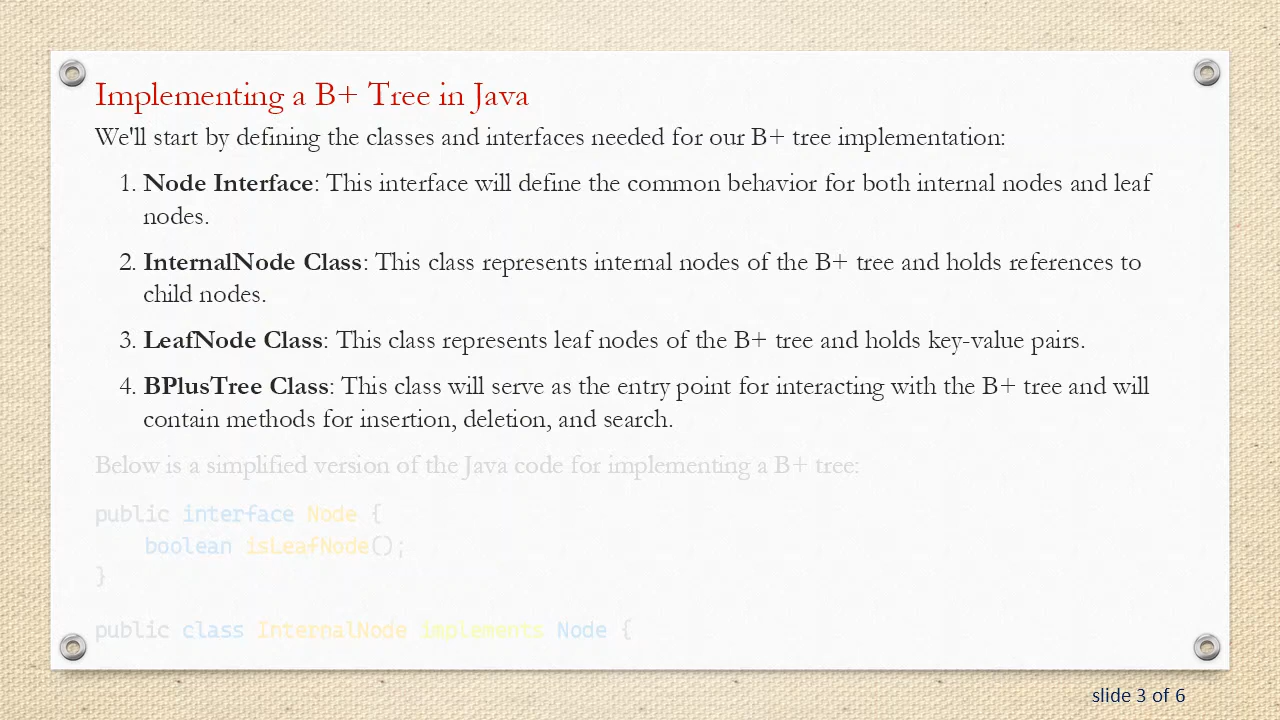 Implementing a B+ Tree in Java
We'll start by defining the classes and interfaces needed for our B+ tree implementation:
1. Node Interface: This interface will define the common behavior for both internal nodes and leaf
nodes.
2. InternalNode Class: This class represents internal nodes of the B+ tree and holds references to
child nodes.
3. LeafNode Class: This class represents leaf nodes of the B+ tree and holds key-value pairs.
4. BPlusTree Class: This class will serve as the entry point for interacting with the B+ tree and will
contain methods for insertion, deletion, and search.
Below is a simplified version of the Java code for implementing a B+ tree:
public interface Node {
    boolean isLeafNode();
}
public class InternalNode implements Node {
slide 3 of 6